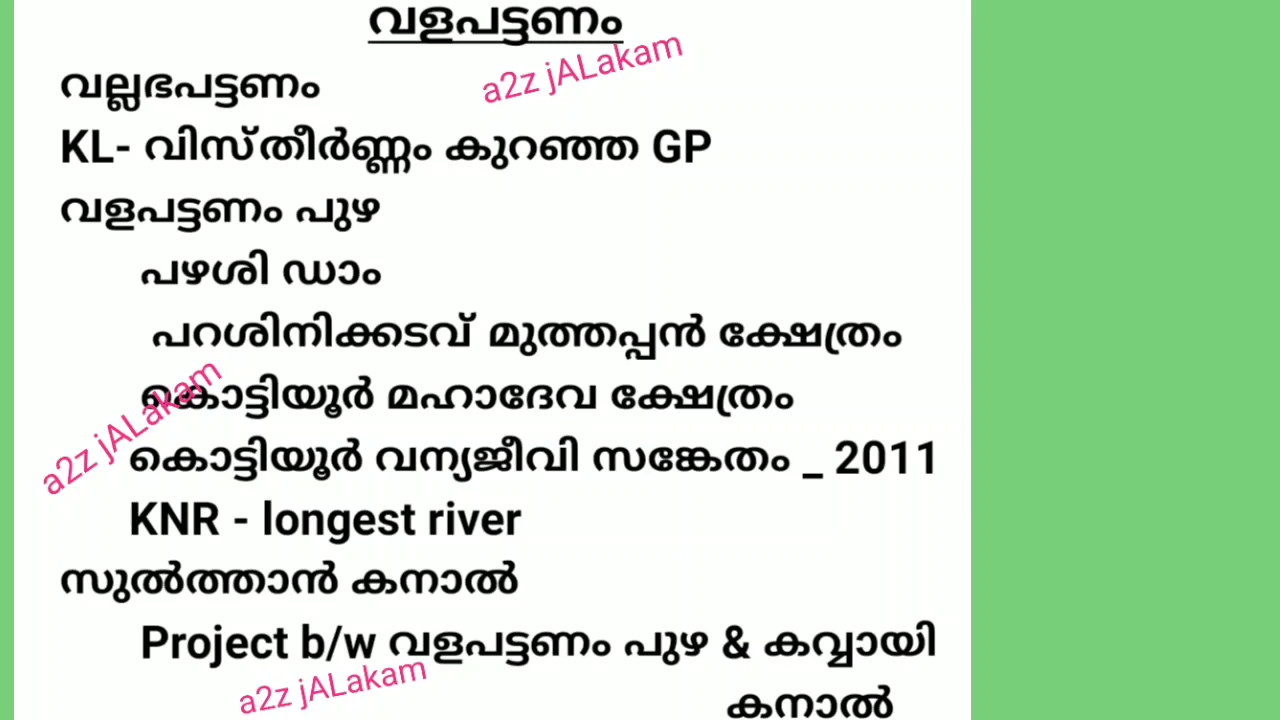 വളപട്ടണം
a2z jALakam
വല്ലഭപട്ടണം
KL- വിസ്തീർണ്ണം കുറഞ്ഞ GP
വളപട്ടണം പുഴ
പഴശി ഡാം
പറശിനിക്കടവ് മുത്തപ്പൻ ക്ഷേത്രം
കൊട്ടിയൂർ മഹാദേവ ക്ഷേത്രം
a2z jALakam
കൊട്ടിയൂർ വന്യജീവി സങ്കേതം _ 2011
KNR - longest river
സുൽത്താൻ കനാൽ
Project b/w വളപട്ടണം പുഴ & കവ്വായി
a2z jALakam
കനാൽ